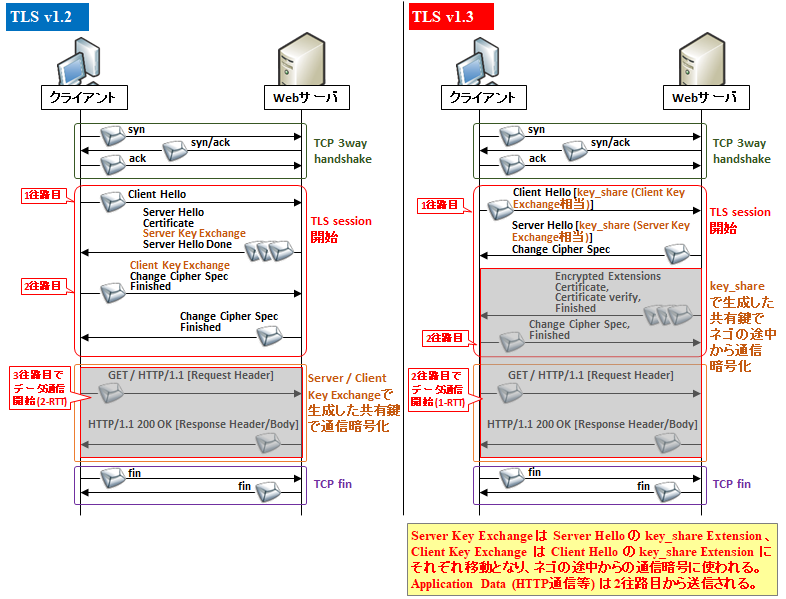 TLS v1.2
クライアント
Webサーバ
syn
syn/ack
ack
TCP 3way
handshake
1往路目
Client Hello
Server Hello
Certificate
Server Key Exchange
Server Hello Done
TLS session
開始
2往路目
Client Key Exchange
Change Cipher Spec
Finished
Change Cipher Spec
Finished
3往路目で
データ通信
開始(2-RTT)
GET / HTTP/1.1 [Request Header]
HTTP/1.1 200 OK [Response Header/Body]
Server / Client
Key Exchangeで
生成した共有鍵
で通信暗号化
fin
fin
TCP fin
TLS v1.3
クライアント
Webサーバ
syn
syn/ack
ack
TCP 3way
handshake
1往路目
Client Hello [key_share (Client Key
Exchange相当)]
Server Hello [key_share (Server Key
Exchange相当)]
Change Cipher Spec
TLS session
開始
Encrypted Extensions
Certificate,
Certificate verify,
Finished
2往路目
Change Cipher Spec,
Finished
key_share
で生成した
共有鍵で
ネゴの途中
から通信
暗号化
2往路目で
データ通信
開始(1-RTT)
GET / HTTP/1.1 [Request Header]
HTTP/1.1 200 OK [Response Header/Body]
fin
fin
TCP fin
Server Key Exchangeは Server Helloの key_share Extension、
Client Key Exchange は Client Hello の key_share Extension に
それぞれ移動となり、ネゴの途中からの通信暗号に使われる。
Application Data (HTTP通信等) は2往路目から送信される。